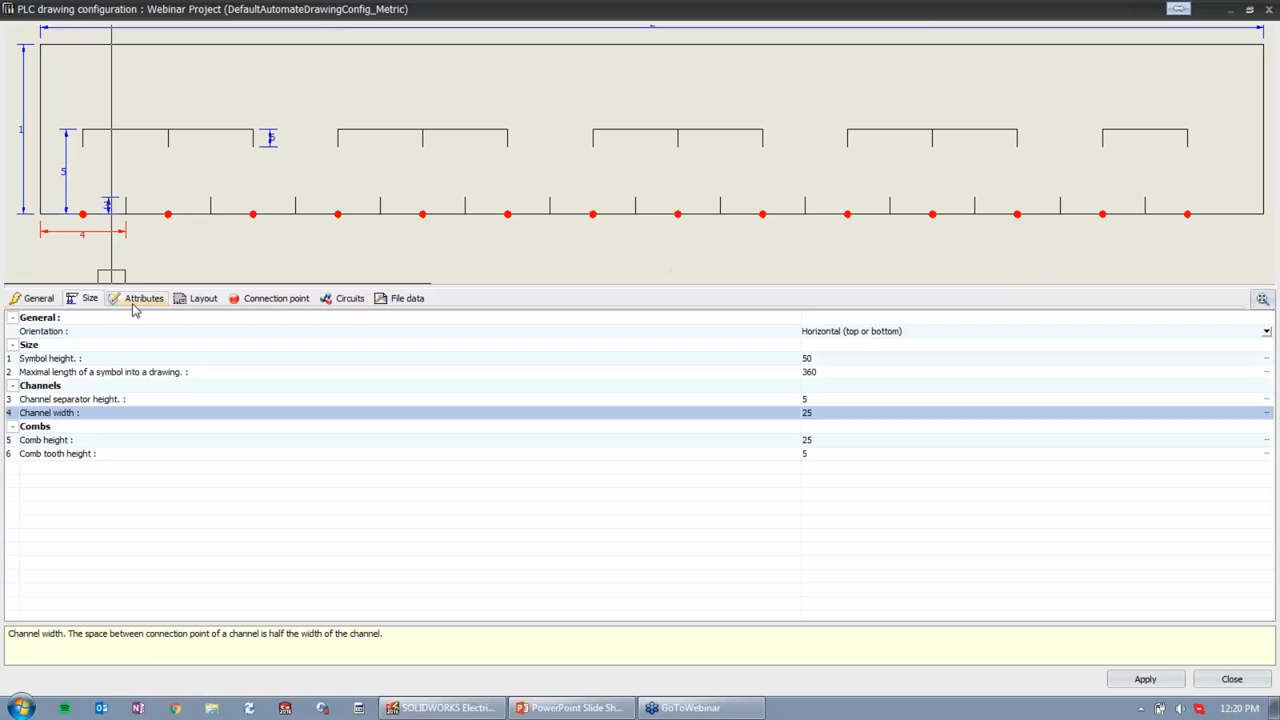 PLC drawing configuration : Webinar Project (DefaultAutomateDrawingConfig_Metric)
1
5
4
General
Size
Attributes
Layout
Connection point
Circuits
File data
General :
Orientation : Horizontal (top or bottom)
Size
1 Symbol height. : 50
2 Maximal length of a symbol into a drawing. : 360
Channels
3 Channel separator height. : 5
4 Channel width : 25
Combs
5 Comb height : 25
6 Comb tooth height : 5
Channel width. The space between connection point of a channel is half the width of the channel.
Apply
Close
SOLIDWORKS Electri...
PowerPoint Slide Sh...
GoToWebinar
12:20 PM